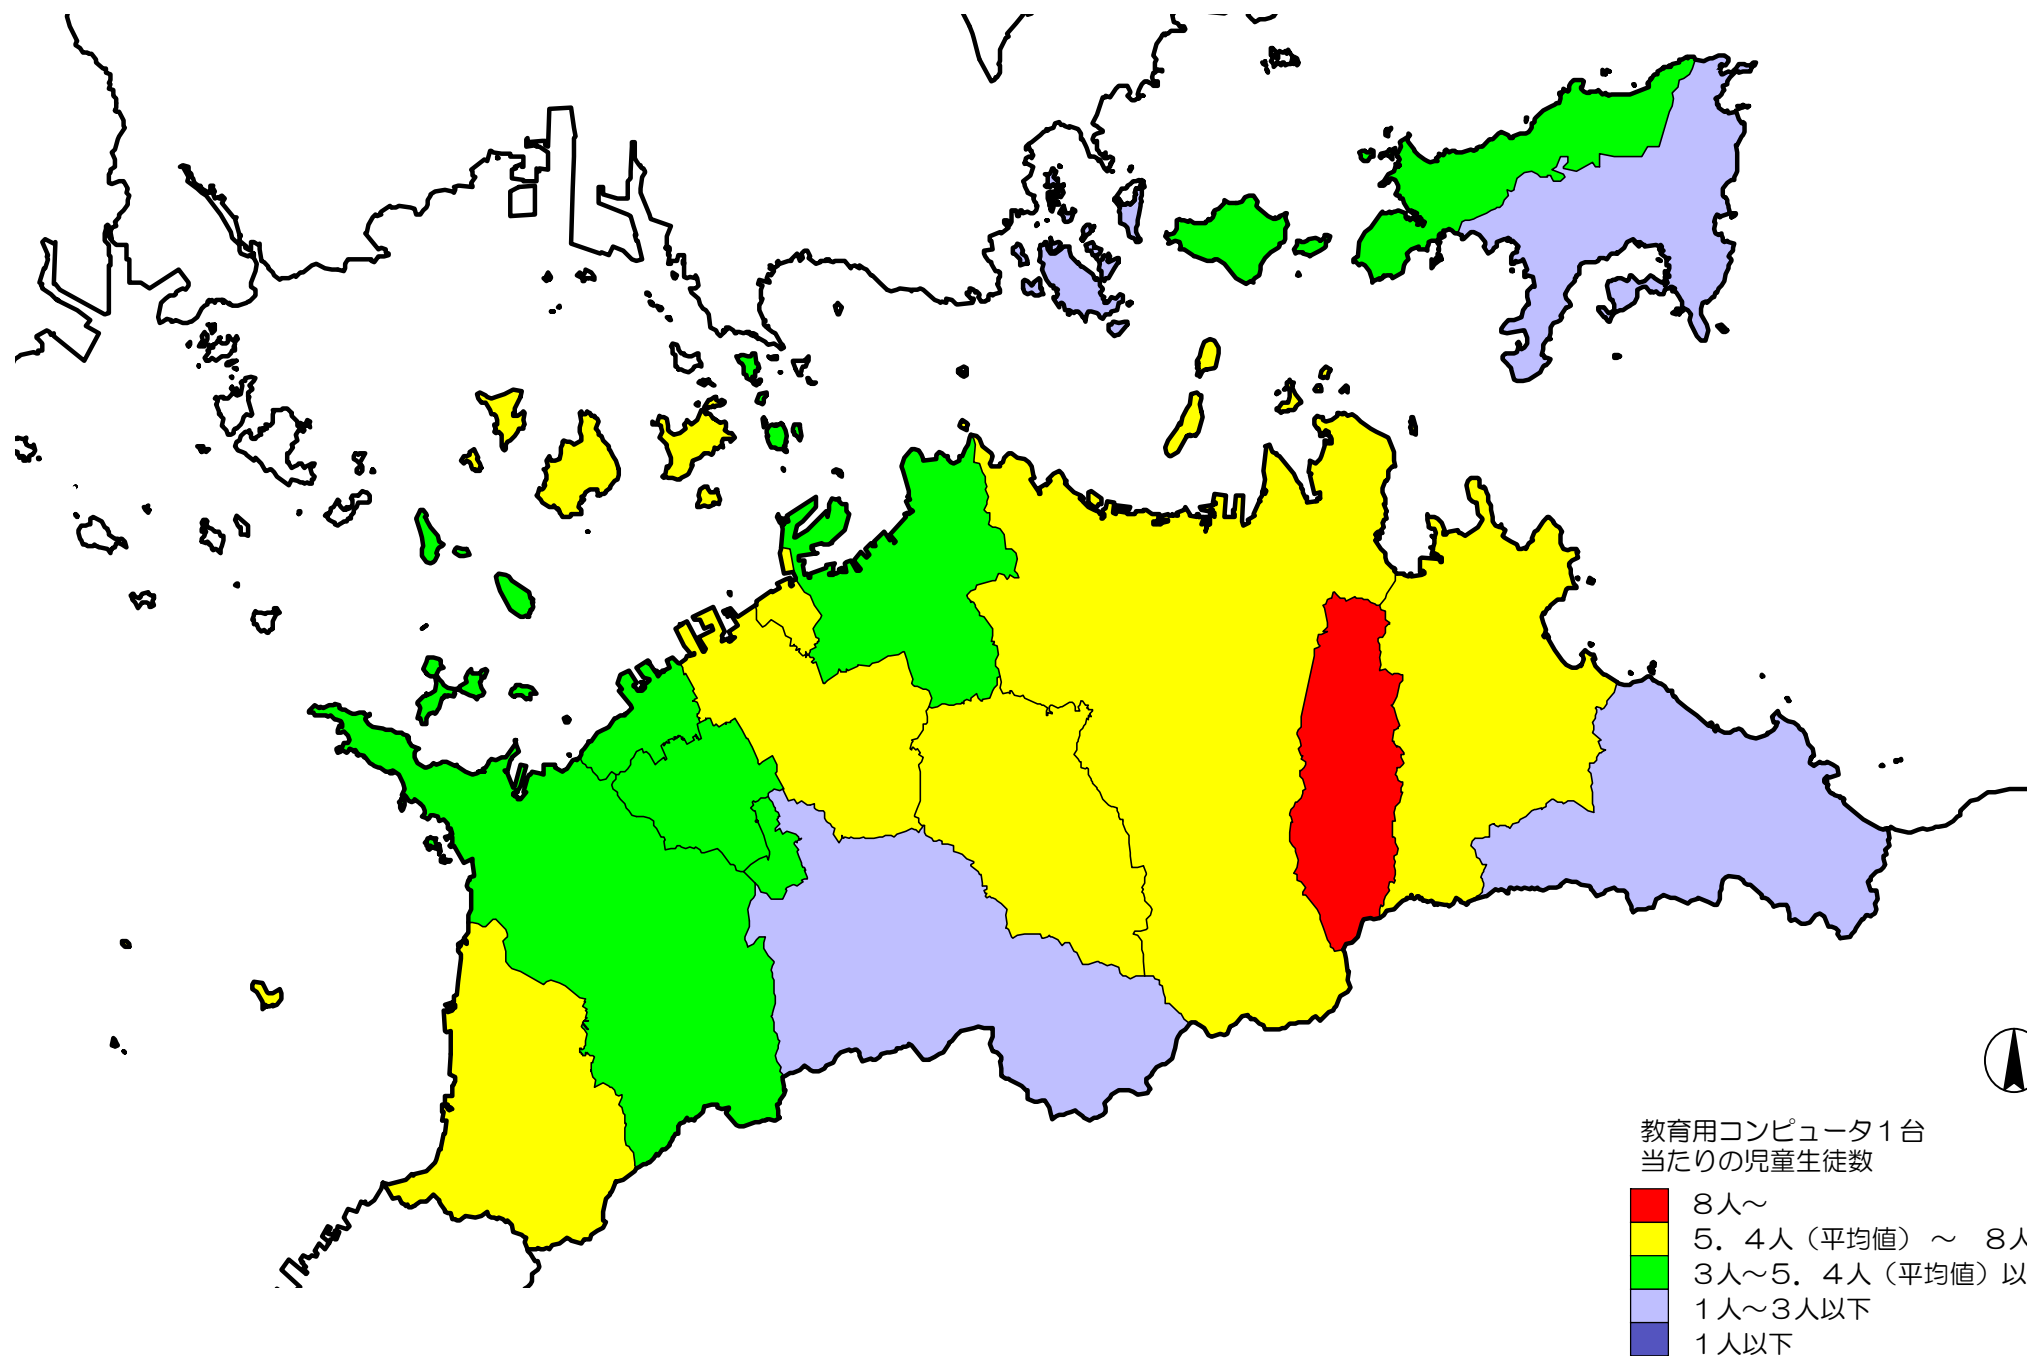 教育用コンピュータ１台
当たりの児童生徒数
８人～
５．４人（平均値）～　８人
３人～５．４人（平均値）以
１人～３人以下
１人以下